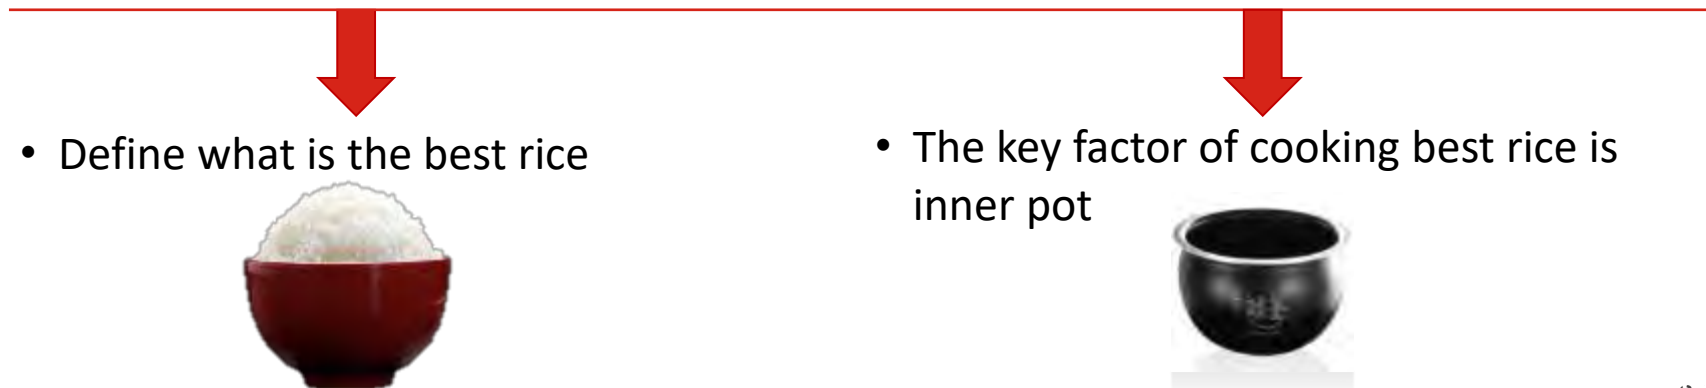 • Define what is the best rice
• The key factor of cooking best rice is
inner pot